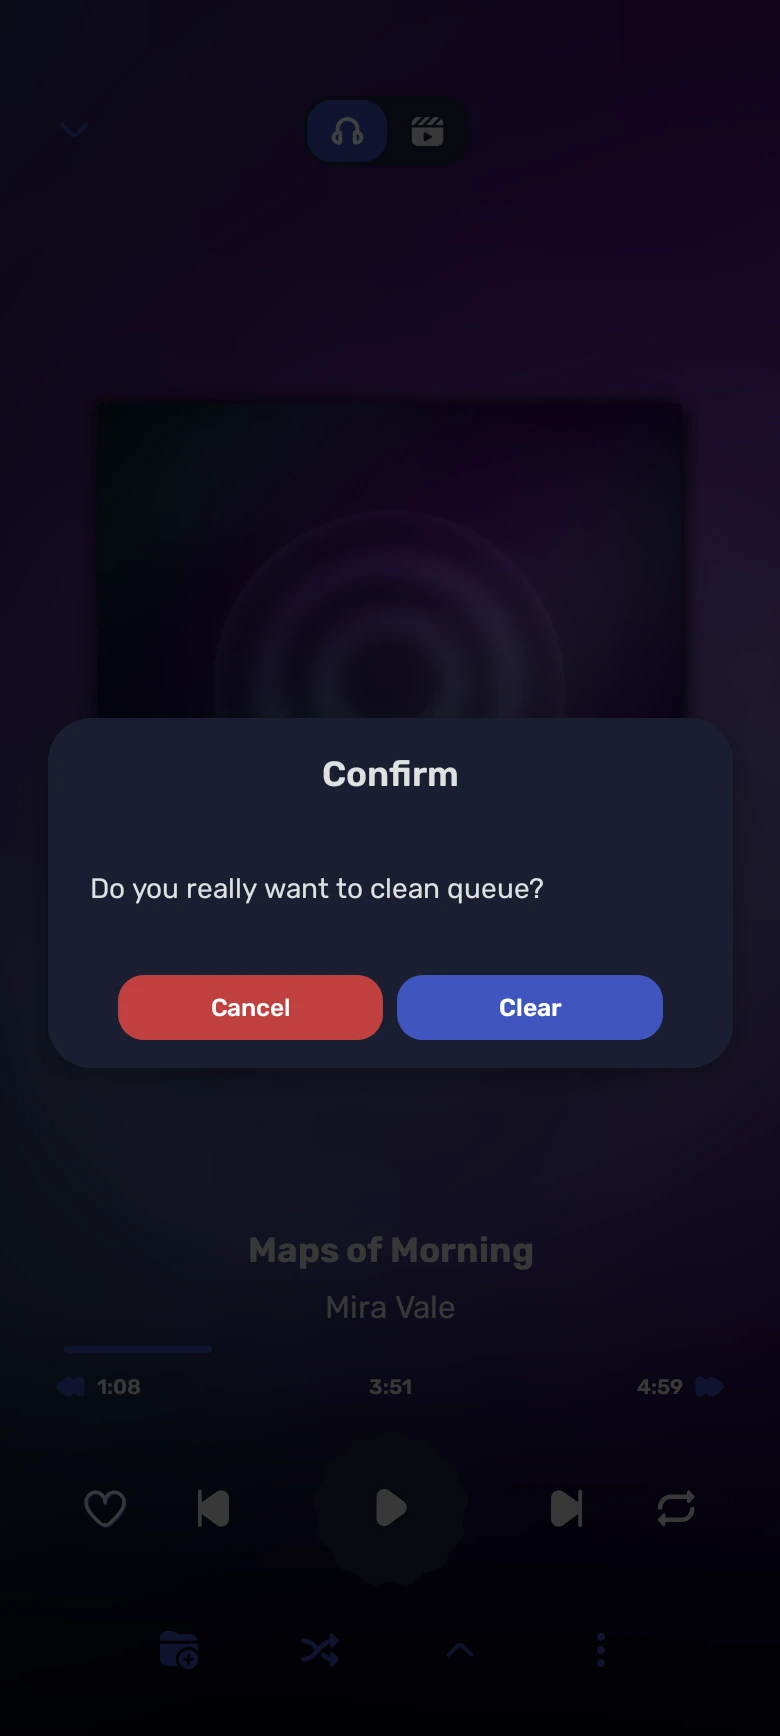 Confirm
Do you really want to clean queue?
Cancel
Clear
Maps of Morning
Mira Vale
1:08
3:51
4:59